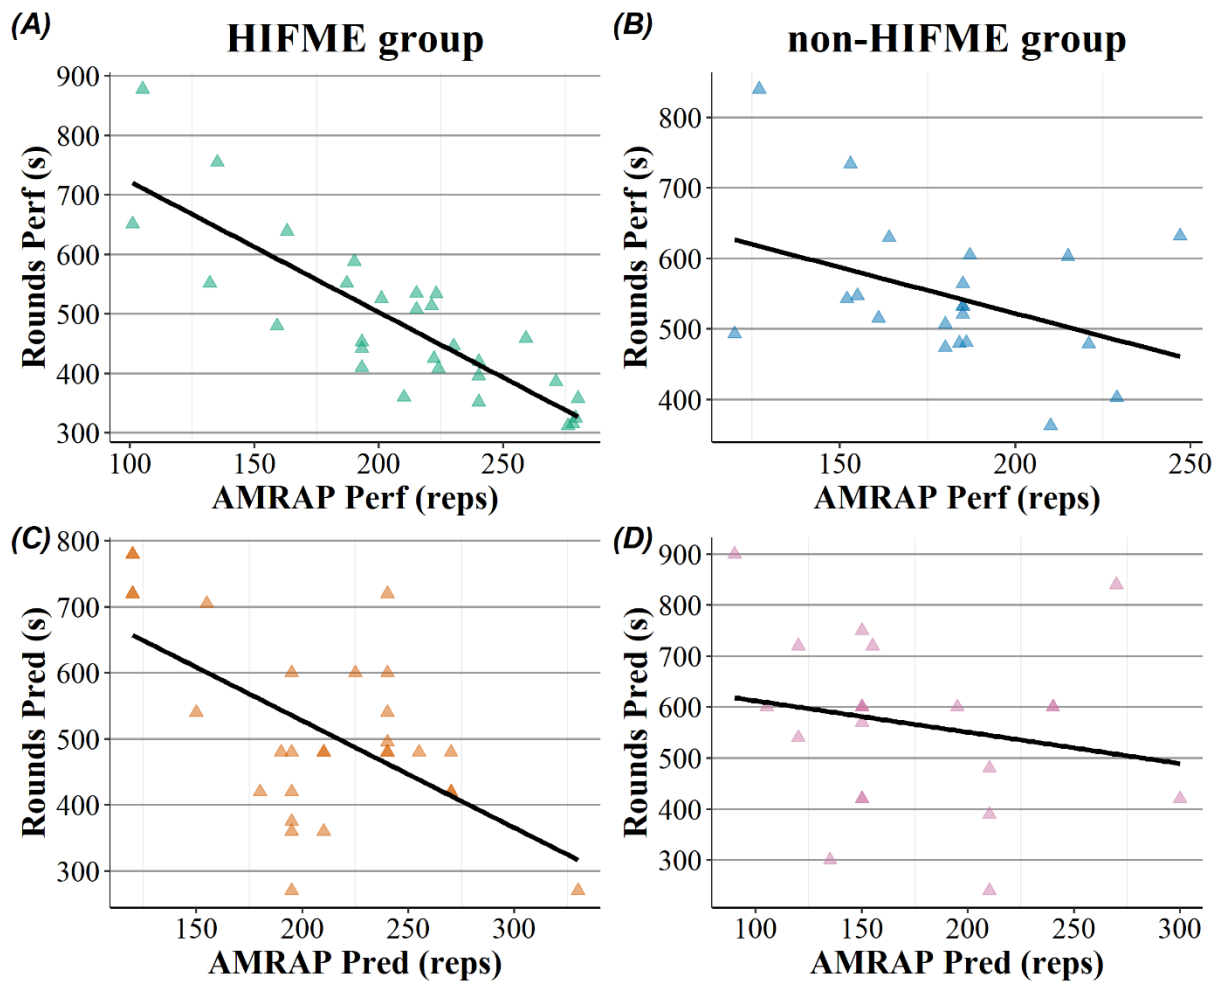 (A)
HIFME group
(B)
non-HIFME group
900
800
700
600
500
400
300
Rounds Perf (s)
100
150
200
250
AMRAP Perf (reps)
800
700
600
500
400
Rounds Perf (s)
150
200
250
AMRAP Perf (reps)
(C)
800
700
600
500
400
300
Rounds Pred (s)
150
200
250
300
AMRAP Pred (reps)
(D)
900
800
700
600
500
400
300
Rounds Pred (s)
100
150
200
250
300
AMRAP Pred (reps)